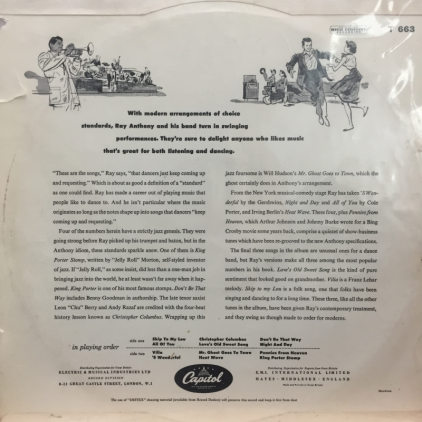 663
With modern arrangements of choice
standards, Ray Anthony and his band turn in swinging
performances. They're sure to delight anyone who likes music
that's great for both listening and dancing.
"These are the songs," Ray says, "that dancers just keep coming up
and requesting." Which is about as good a definition of a "standard"
as one could find. Ray has made a career out of playing music that
people like to dance to. And he isn't particular where the music
originates so long as the notes shape up into songs that dancers "keep
coming up and requesting."
Four of the numbers herein have a strictly jazz genesis. They were
going strong before Ray picked up his trumpet and baton, but in the
Anthony idiom, these standards sparkle anew. One of them is King
Porter Stomp, written by "Jelly Roll" Morton, self-styled inventor
of jazz. If "Jelly Roll," as some insist, did less than a one-man job in
bringing jazz into the world, he at least wasn't far away when it hap-
pened. King Porter is one of his most famous stomps. Don't Be That
Way includes Benny Goodman in authorship. The late tenor saxist
Leon "Chu" Berry and Andy Razaf are credited with the four-beat
history lesson known as Christopher Columbus. Wrapping up this
jazz foursome is Will Hudson's Mr. Ghost Goes to Town, which the
ghost certainly does in Anthony's arrangement.
From the New York musical-comedy stage Ray has taken 'S Won-
derful by the Gershwins, Night and Day and All of You by Cole
Porter, and Irving Berlin's Heat Wave. These four, plus Pennies from
Heaven, which Arthur Johnston and Johnny Burke wrote for a Bing
Crosby movie some years back, comprise a quintet of show-business
tunes which have been re-groomed to the new Anthony specifications.
The final three songs in the album are unusual ones for a dance
band, but Ray's versions make all three among the most popular
numbers in his book. Love's Old Sweet Song is the kind of pure
sentiment that looked good on grandmother. Vilia is a Franz Lehar
melody. Skip to my Lou is a folk song, one that folks have been
singing and dancing to for a long time. These three, like all the other
tunes in the album, have been given Ray's contemporary treatment,
and they swing as though made to order for moderns.
in playing order
side one Skip To My Lou Christopher Columbus Don't Be That Way
All Of You Love's Old Sweet Song Night And Day
side two Vilia Mr. Ghost Goes To Town Pennies From Heaven
'S Wonderful Heat Wave King Porter Stomp
ELECTRIC & MUSICAL INDUSTRIES LTD
RECORD DIVISION
8-11 GREAT CASTLE STREET, LONDON, W.1
Capitol
E.M.I. INTERNATIONAL LIMITED
HAYES · MIDDLESEX · ENGLAND